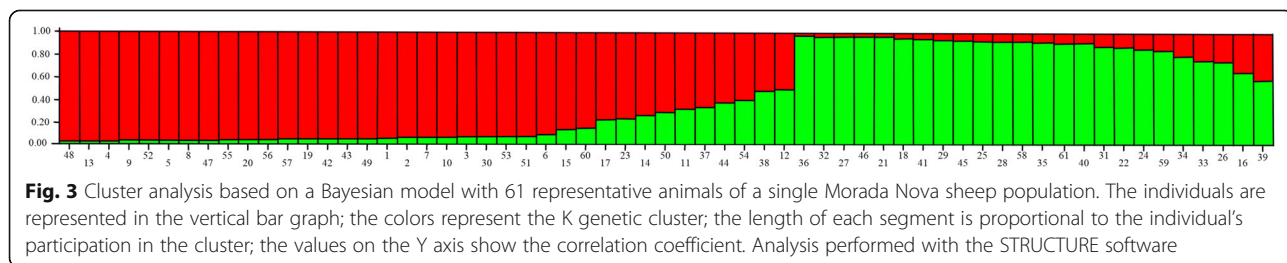 1.00
0.80
0.60
0.40
0.20
0.00
48 4 52 8 55 56 19 43 1 7 3 53 6 60 23 50 37 54 12 32 46 18 29 25 58 61 31 24 34 26 39
13 9 5 47 20 57 42 49 2 10 30 51 15 17 14 11 44 38 36 27 21 41 45 28 35 40 22 59 33 16
Fig. 3 Cluster analysis based on a Bayesian model with 61 representative animals of a single Morada Nova sheep population. The individuals are
represented in the vertical bar graph; the colors represent the K genetic cluster; the length of each segment is proportional to the individual's
participation in the cluster; the values on the Y axis show the correlation coefficient. Analysis performed with the STRUCTURE software